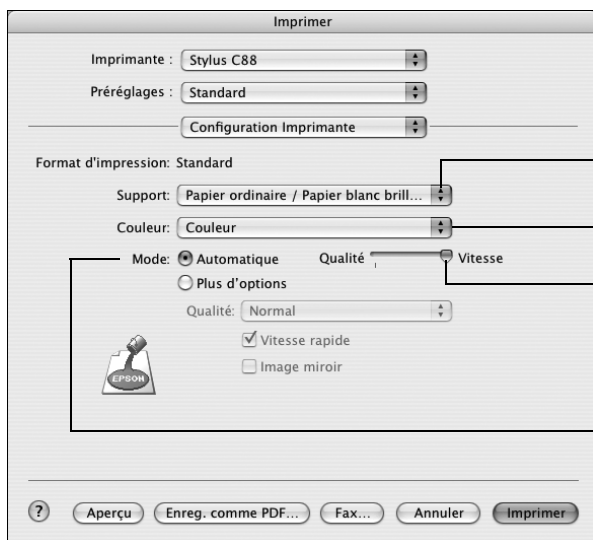 Imprimer
Imprimante : Stylus C88
Préréglages : Standard
Configuration Imprimante
Format d'impression: Standard
Support: Papier ordinaire / Papier blanc brill...
Couleur: Couleur
Mode: Automatique Qualité Vitesse
Plus d'options
Qualité: Normal
Vitesse rapide
Image miroir
EPSON
? Aperçu Enreg. comme PDF... Fax... Annuler Imprimer